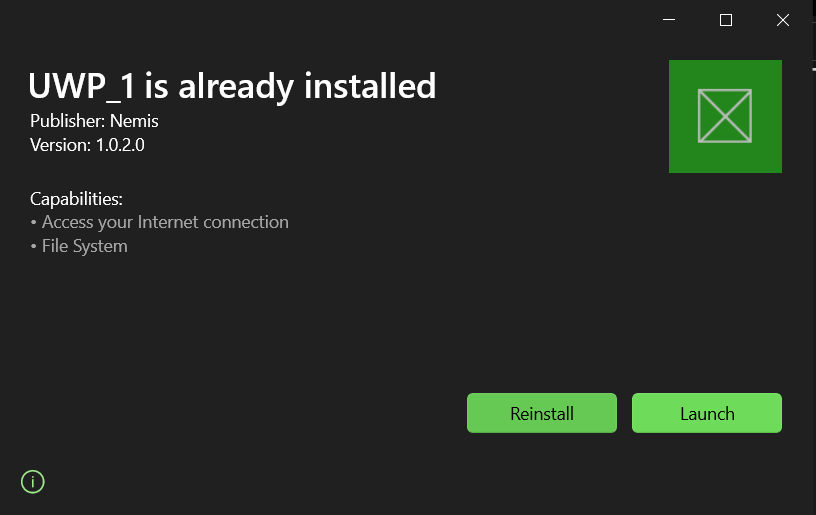 UWP_1 is already installed
Publisher: Nemis
Version: 1.0.2.0
Capabilities:
• Access your Internet connection
• File System
Reinstall Launch